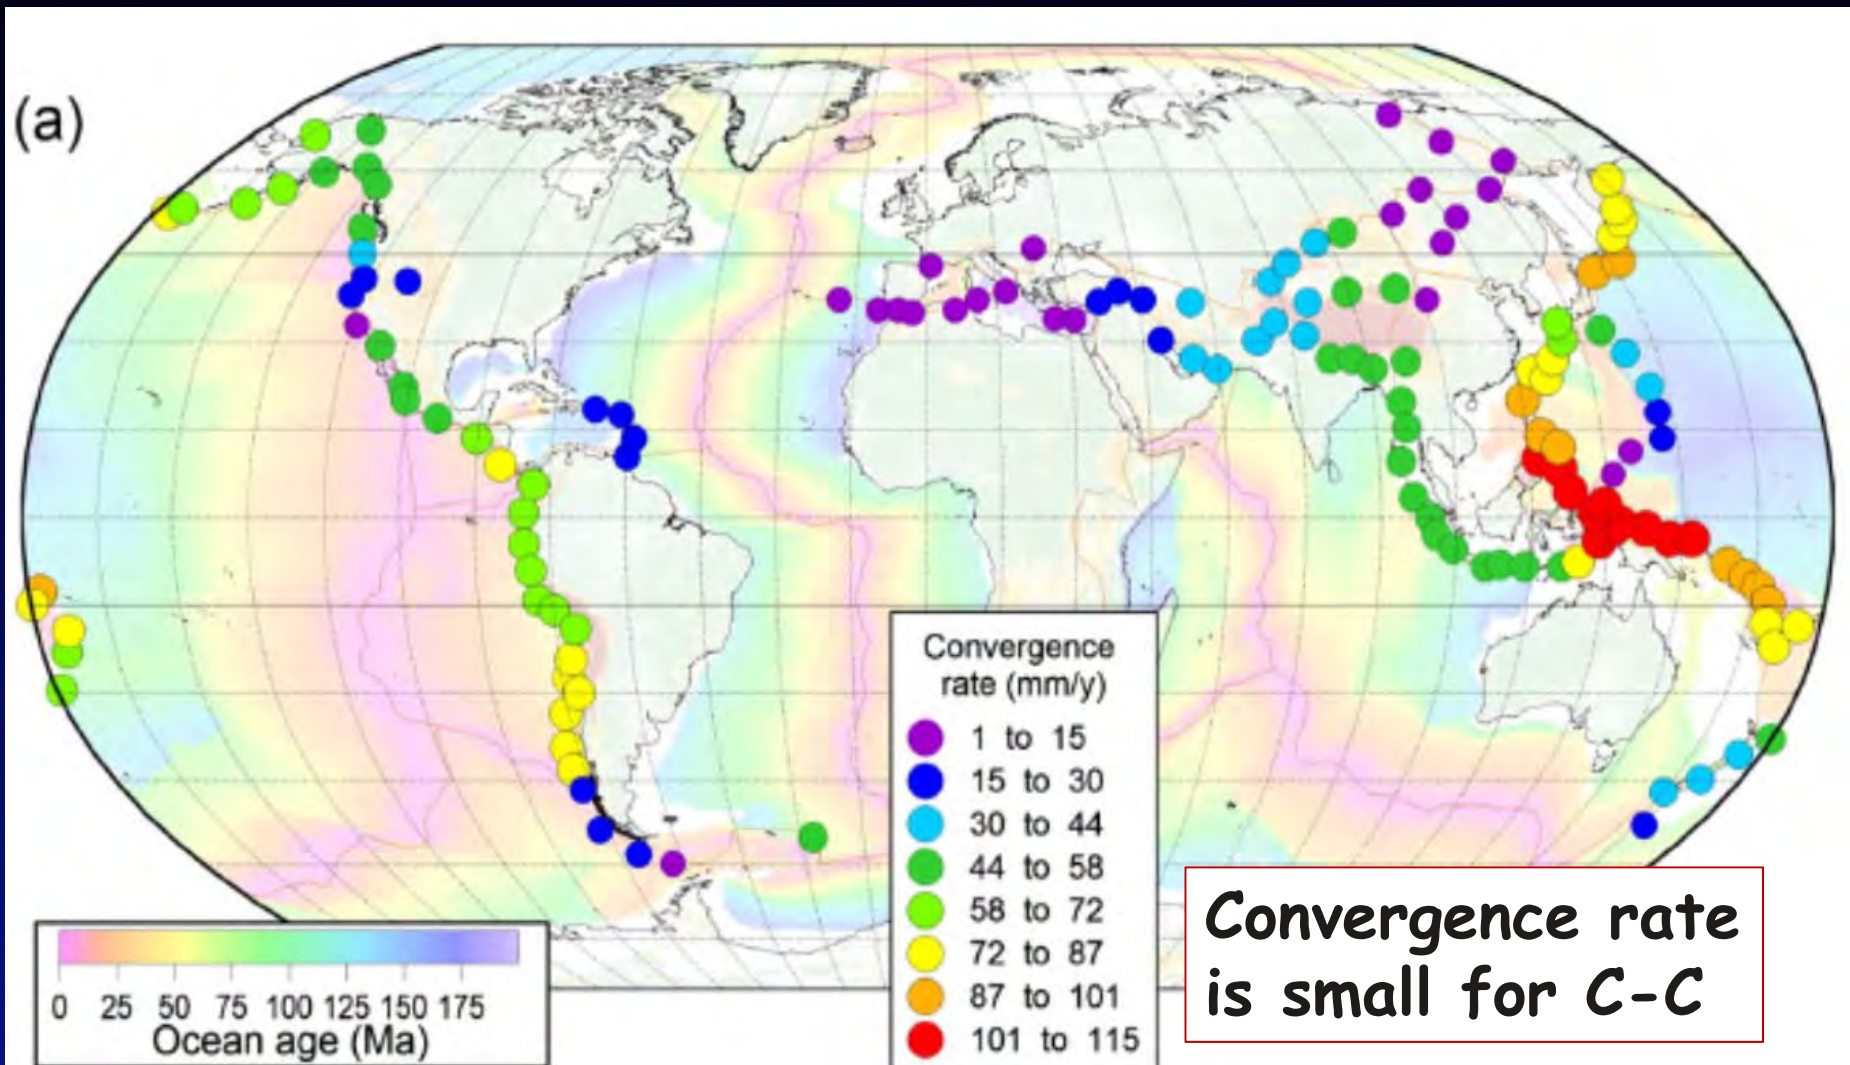 (a)
Convergence
rate (mm/y)
1 to 15
15 to 30
30 to 44
44 to 58
58 to 72
72 to 87
87 to 101
101 to 115
0 25 50 75 100 125 150 175
Ocean age (Ma)
Convergence rate
is small for C-C